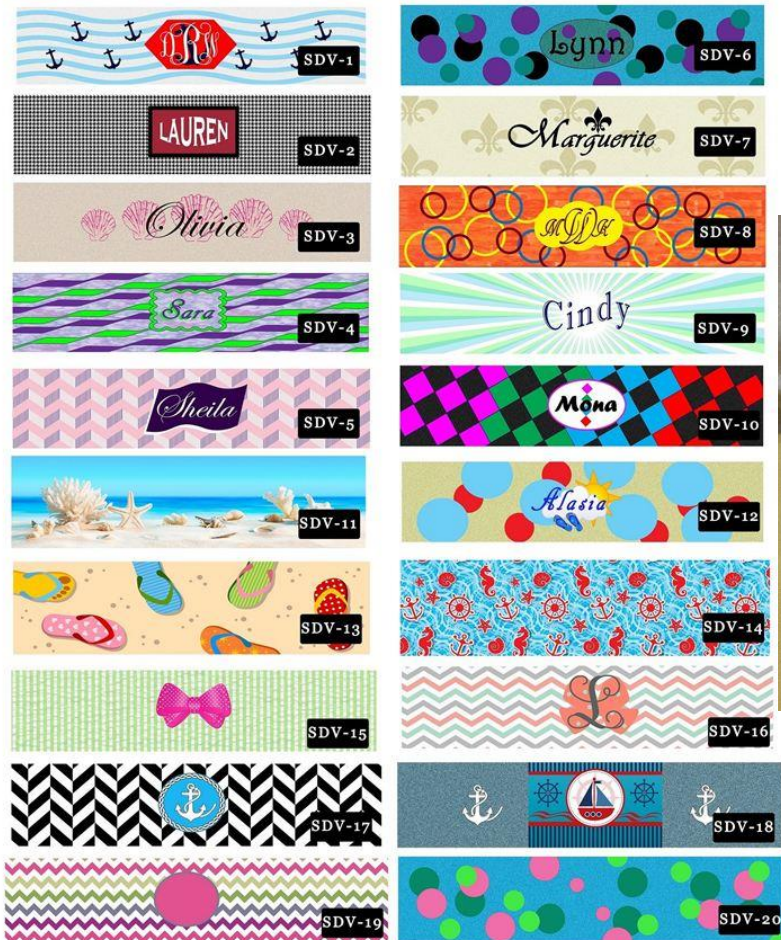 DRW
SDV-1
LAUREN
SDV-2
Olivia
SDV-3
Sara
SDV-4
Sheila
SDV-5
SDV-11
SDV-13
SDV-15
SDV-17
SDV-19
Lynn
SDV-6
Marguerite
SDV-7
MWK
SDV-8
Cindy
SDV-9
Mona
SDV-10
Alasia
SDV-12
SDV-14
L
SDV-16
SDV-18
SDV-20